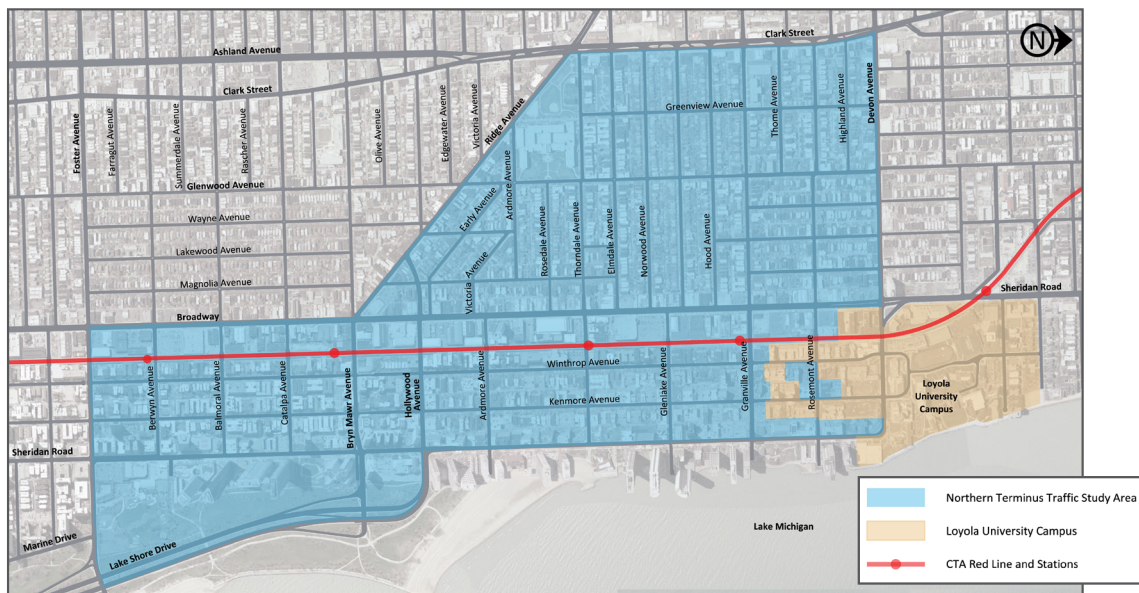 Ashland Avenue
Clark Street
N
Clark Street
Foster Avenue
Farragut Avenue
Summerdale Avenue
Rascher Avenue
Olive Avenue
Edgewater Avenue
Victoria Avenue
Ridge Avenue
Greenview Avenue
Thome Avenue
Highland Avenue
Devon Avenue
Glenwood Avenue
Wayne Avenue
Lakewood Avenue
Magnolia Avenue
Broadway
Early Avenue
Ardmore Avenue
Victoria Avenue
Rosedale Avenue
Thorndale Avenue
Elmdale Avenue
Norwood Avenue
Hood Avenue
Sheridan Road
Berwyn Avenue
Balmoral Avenue
Catalpa Avenue
Bryn Mawr Avenue
Hollywood
Avenue
Ardmore Avenue
Winthrop Avenue
Kenmore Avenue
Glenlake Avenue
Granville Avenue
Rosemont Avenue
Loyola
University
Campus
Sheridan Road
Marine Drive
Lake Shore Drive
Lake Michigan
Northern Terminus Traffic Study Area
Loyola University Campus
CTA Red Line and Stations